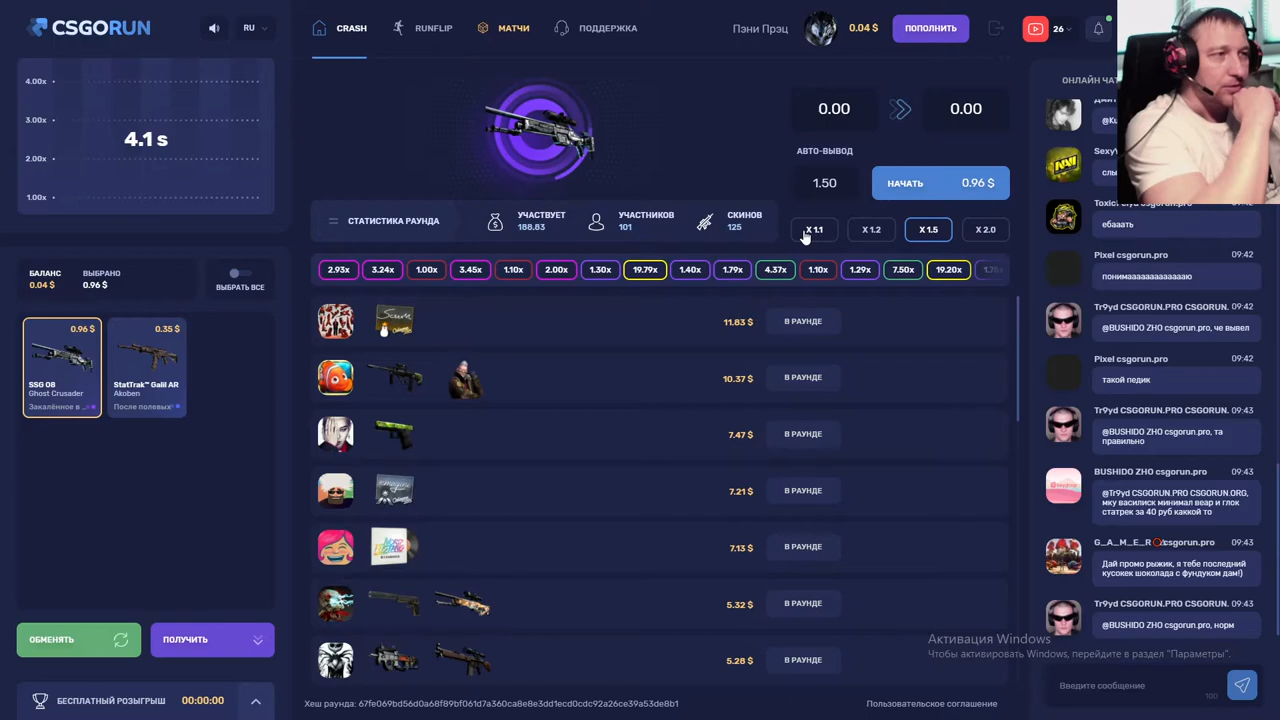 CSGORUN
RU
CRASH
RUNFLIP
МАТЧИ
ПОДДЕРЖКА
Пэни Прэц
0.04 $
ПОПОЛНИТЬ
26
4.00x
3.00x
2.00x
1.00x
4.1 s
0.00
0.00
АВТО-ВЫВОД
1.50
НАЧАТЬ
0.96 $
СТАТИСТИКА РАУНДА
УЧАСТВУЕТ
188.83
УЧАСТНИКОВ
101
СКИНОВ
125
X 1.1
X 1.2
X 1.5
X 2.0
2.93x
3.24x
1.00x
3.45x
1.10x
2.00x
1.30x
19.79x
1.40x
1.79x
4.37x
1.10x
1.29x
7.50x
19.20x
БАЛАНС
0.04 $
ВЫБРАНО
0.96 $
ВЫБРАТЬ ВСЕ
0.96 $
SSG 08
Ghost Crusader
Закалённое в ...
0.35 $
StatTrak™ Galil AR
Akoben
После полевых
11.83 $
В РАУНДЕ
10.37 $
В РАУНДЕ
7.47 $
В РАУНДЕ
7.21 $
В РАУНДЕ
7.13 $
В РАУНДЕ
5.32 $
В РАУНДЕ
5.28 $
В РАУНДЕ
ОБМЕНЯТЬ
ПОЛУЧИТЬ
БЕСПЛАТНЫЙ РОЗЫГРЫШ
00:00:00
Хеш раунда: 67fe069bd56d0a68f89bf061d7a360ca8e8e3dd1ecd0cdc92a26ce39a53de8b1
Пользовательское соглашение
ОНЛАЙН ЧАТ
ебааать
Pixel csgorun.pro
09:42
понимаааааааааааю
Tr9yd CSGORUN.PRO CSGORUN.
09:42
@BUSHIDO ZHO csgorun.pro, че вывел
Pixel csgorun.pro
09:42
такой педик
Tr9yd CSGORUN.PRO CSGORUN.
09:43
@BUSHIDO ZHO csgorun.pro, та
правильно
BUSHIDO ZHO csgorun.pro
09:43
@Tr9yd CSGORUN.PRO CSGORUN.ORG,
мку василиск минимал веар и глок
статрек за 40 руб каккой то
G_A_M_E_R
csgorun.pro
09:43
Дай промо рыжик, я тебе последний
кусокек шоколада с фундуком дам!)
Tr9yd CSGORUN.PRO CSGORUN.
09:43
@BUSHIDO ZHO csgorun.pro, норм
Активация Windows
Чтобы активировать Windows, перейдите в раздел "Параметры".
Введите сообщение
100